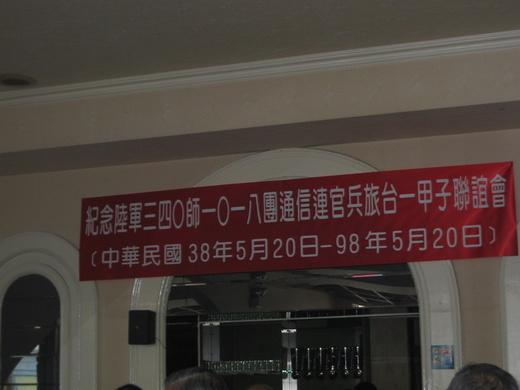 紀念陸軍三四〇師一〇一八團通信連官兵旅台一甲子聯誼會
(中華民國 38年5月20日-98年5月20日)